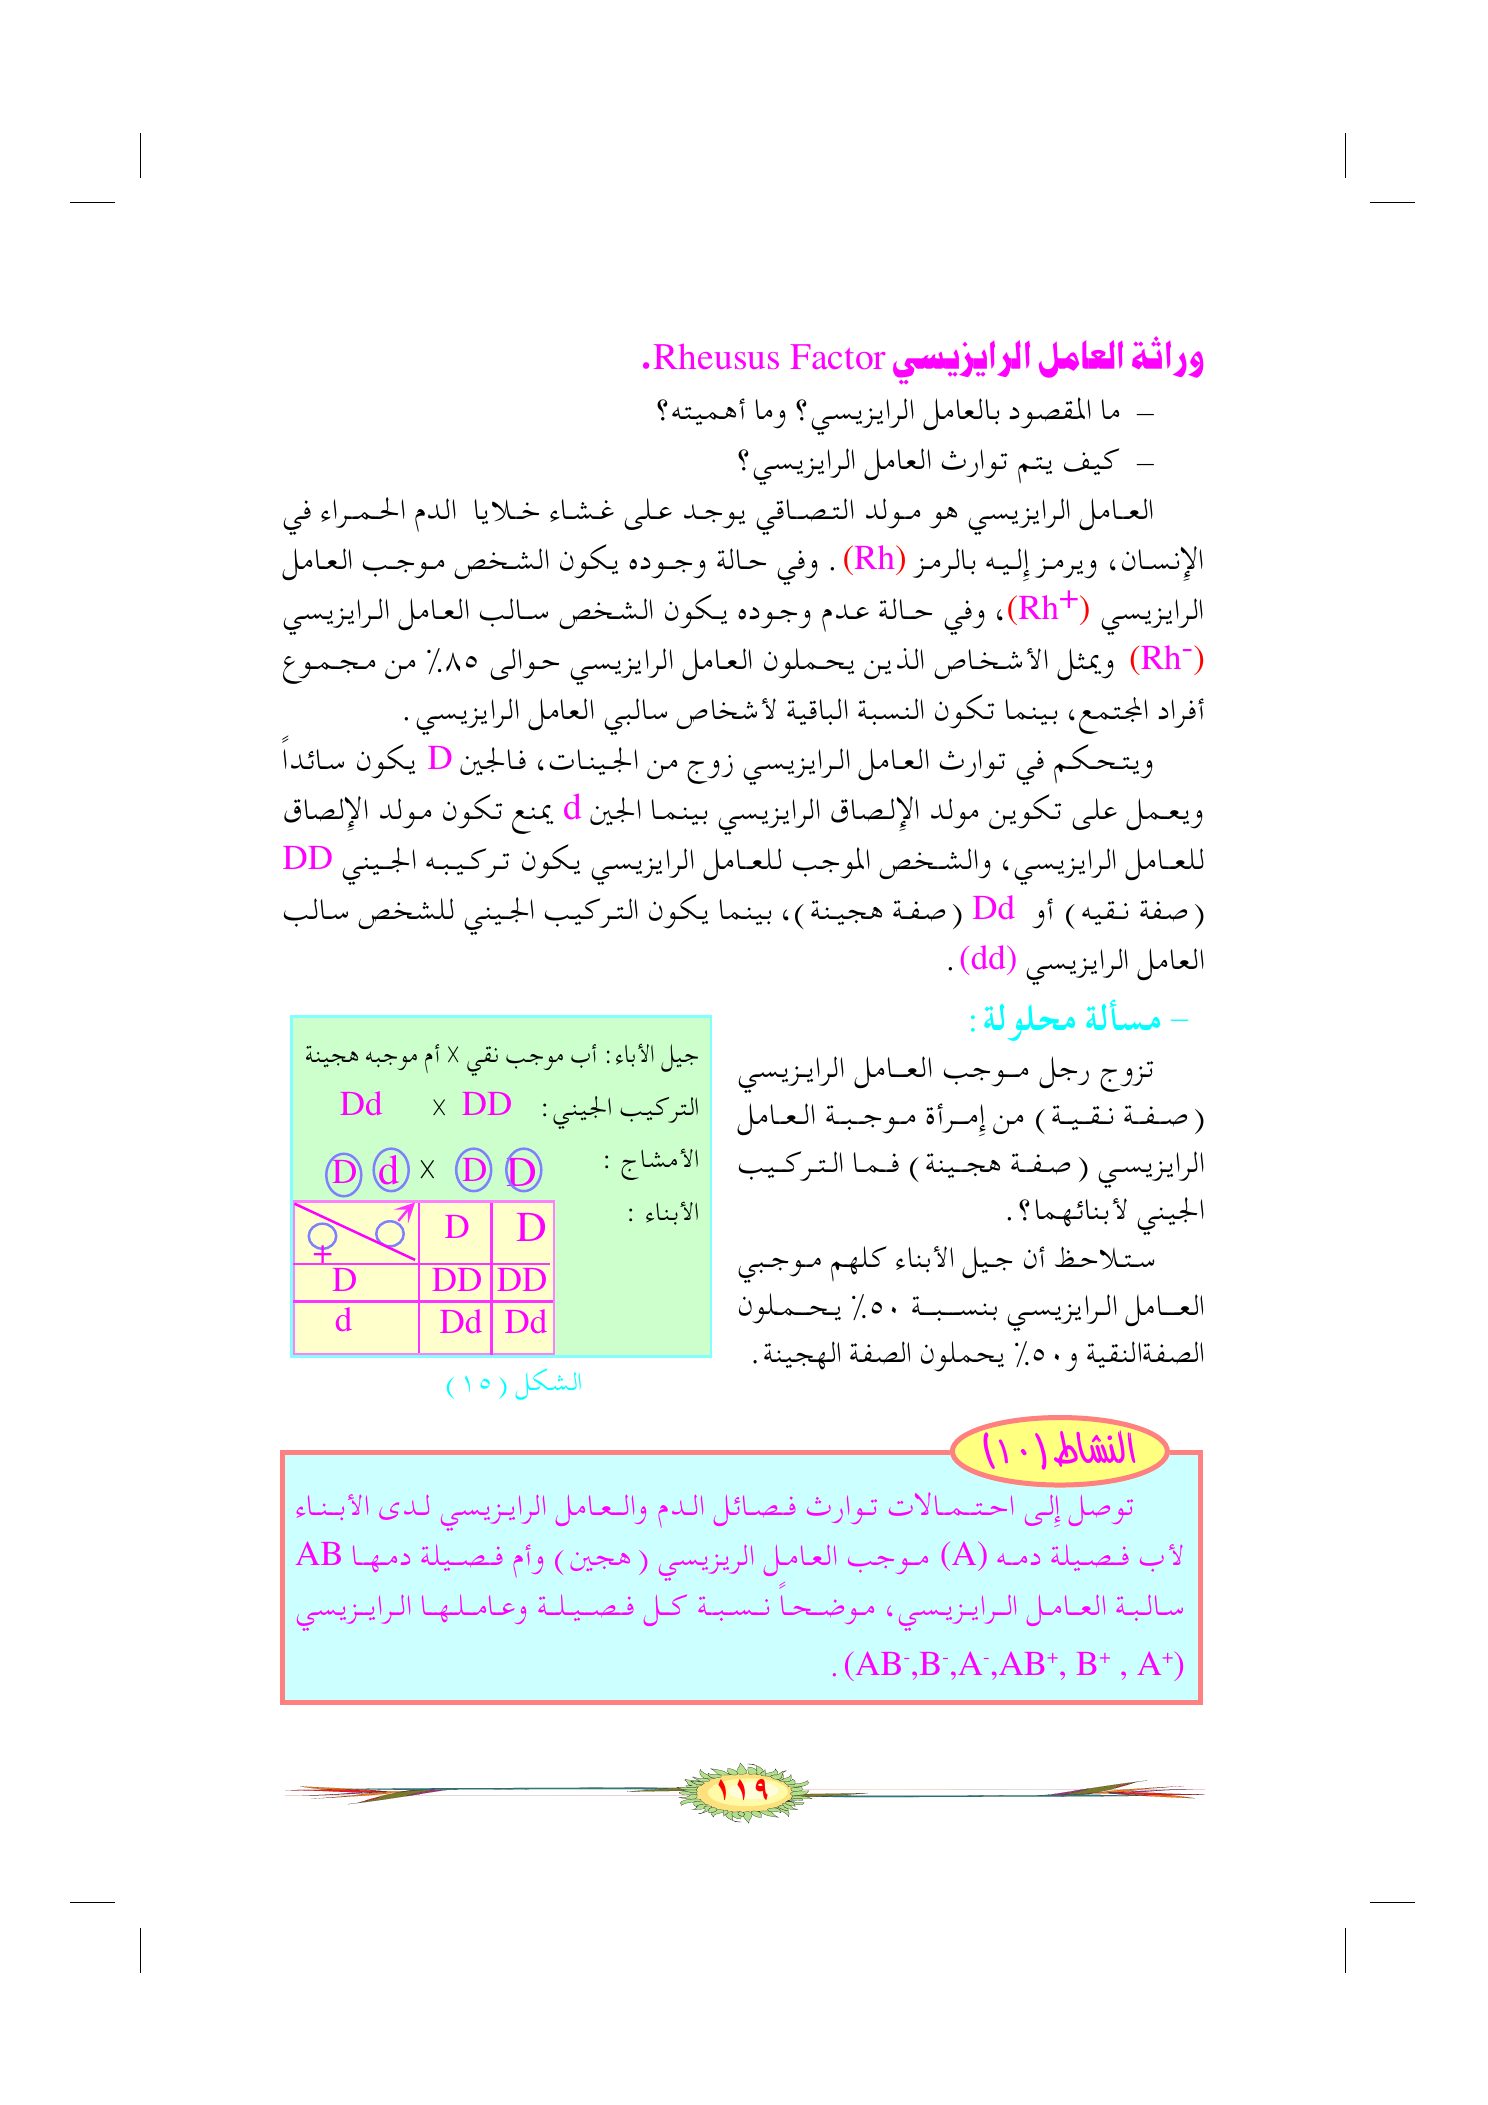 وراثة العامل الرايزيسي Rheusus Factor.
– ما المقصود بالعامل الرايزيسي؟ وما أهميته؟
– كيف يتم توارث العامل الرايزيسي؟
العامل الرايزيسي هو مولد التصاقي يوجد على غشاء خلايا الدم الحمراء في
الإنسان، ويرمز إليه بالرمز (Rh) . وفي حالة وجوده يكون الشخص موجب العامل
الرايزيسي (Rh+)، وفي حالة عدم وجوده يكون الشخص سالب العامل الرايزيسي
(Rh-) ويمثل الأشخاص الذين يحملون العامل الرايزيسي حوالى ٨٥٪ من مجموع
أفراد المجتمع، بينما تكون النسبة الباقية لأشخاص سالبي العامل الرايزيسي .
ويتحكم في توارث العامل الرايزيسي زوج من الجينات، فالجين D يكون سائداً
ويعمل على تكوين مولد الإلصاق الرايزيسي بينما الجين d يمنع تكون مولد الإلصاق
للعامل الرايزيسي، والشخص الموجب للعامل الرايزيسي يكون تركيبه الجيني DD
( صفة نقيه ) أو Dd ( صفة هجينة )، بينما يكون التركيب الجيني للشخص سالب
العامل الرايزيسي (dd) .
– مسألة محلولة :
تزوج رجل موجب العامل الرايزيسي
( صفة نقية ) من إمرأة موجبة العامل
الرايزيسي ( صفة هجينة ) فما التركيب
الجيني لأبنائهما؟ .
ستلاحظ أن جيل الأبناء كلهم موجبي
العامل الرايزيسي بنسبة ٥٠٪ يحملون
الصفةالنقية و٥٠٪ يحملون الصفة الهجينة .
جيل الأباء : أب موجب نقي X أم موجبه هجينة
التركيب الجيني : DD X Dd
الأمشاج : D D X d D
الأبناء :
♂ ♀ D D
D DD DD
d Dd Dd
الشكل ( ١٥ )
النشاط (١٠)
توصل إلى احتمالات توارث فصائل الدم والعامل الرايزيسي لدى الأبناء
لأب فصيلة دمه (A) موجب العامل الريزيسي ( هجين ) وأم فصيلة دمها AB
سالبة العامل الرايزيسي، موضحاً نسبة كل فصيلة وعاملها الرايزيسي
(AB-,B-,A-,AB+, B+ , A+) .
١١٩